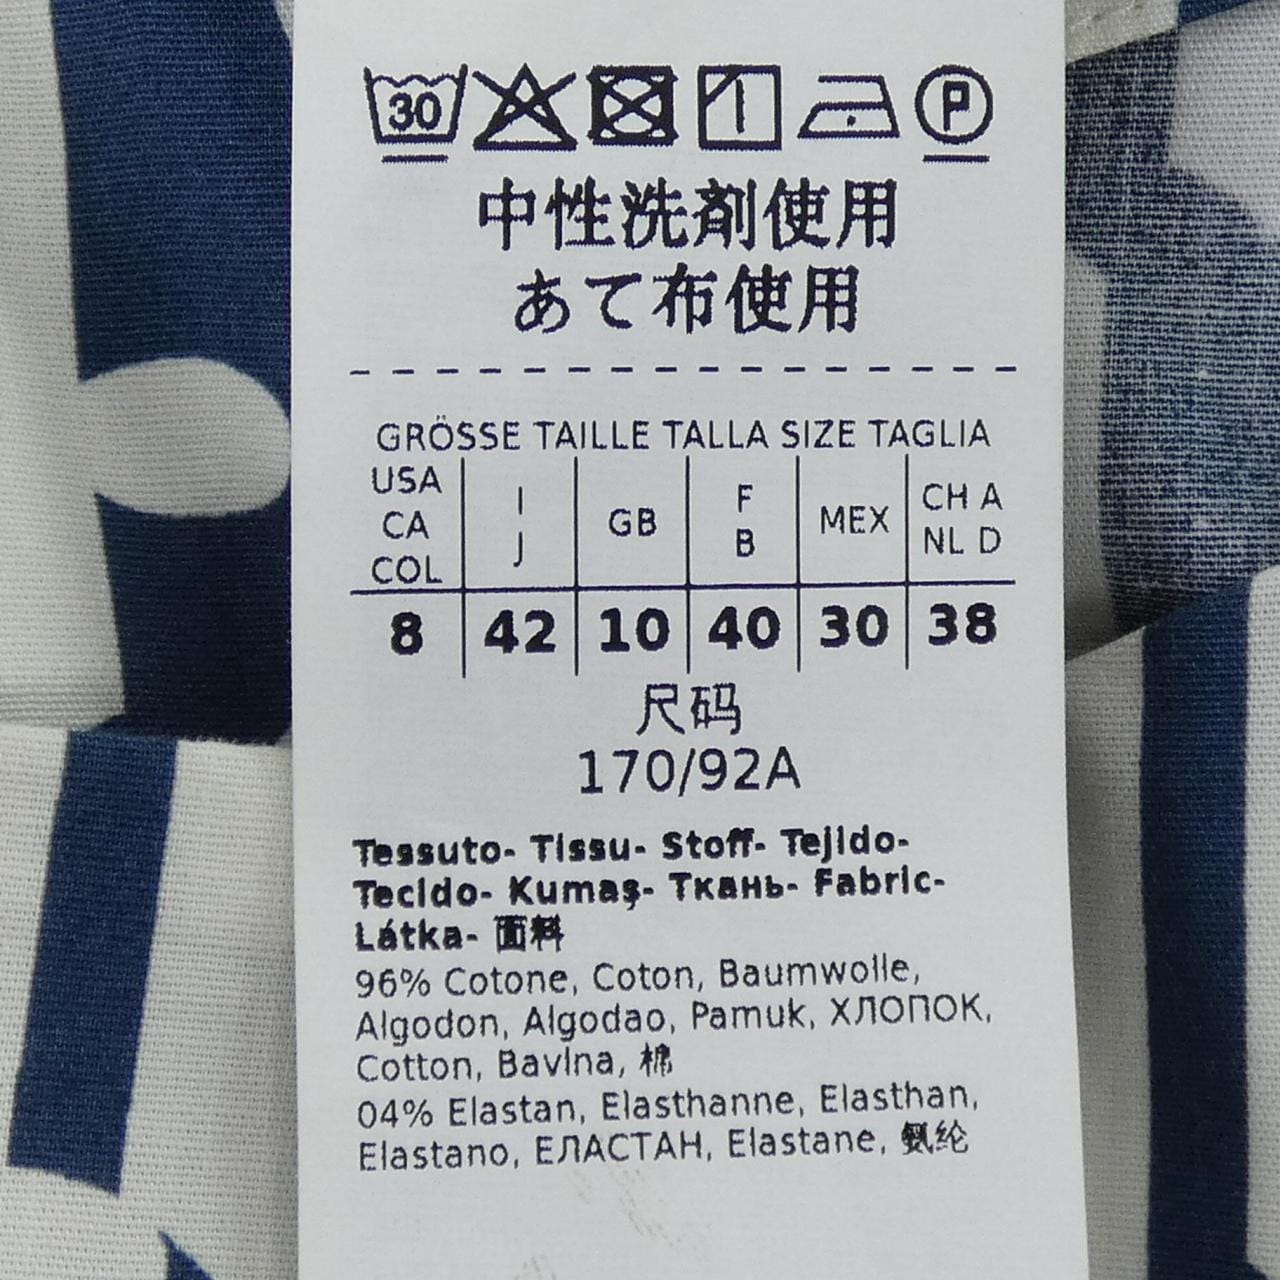 30 P
中性洗剤使用
あて布使用
GRÖSSE TAILLE TALLA SIZE TAGLIA
USA CA COL I J GB F B MEX CH A NL D
8 42 10 40 30 38
尺码
170/92A
Tessuto- Tissu- Stoff- Tejido-
Tecido- Kumaş- Ткань- Fabric-
Látka- 面料
96% Cotone, Coton, Baumwolle,
Algodon, Algodao, Pamuk, ХЛОПОК,
Cotton, Bavlna, 棉
04% Elastan, Elasthanne, Elasthan,
Elastano, ЕЛАСТАН, Elastane, 氨纶